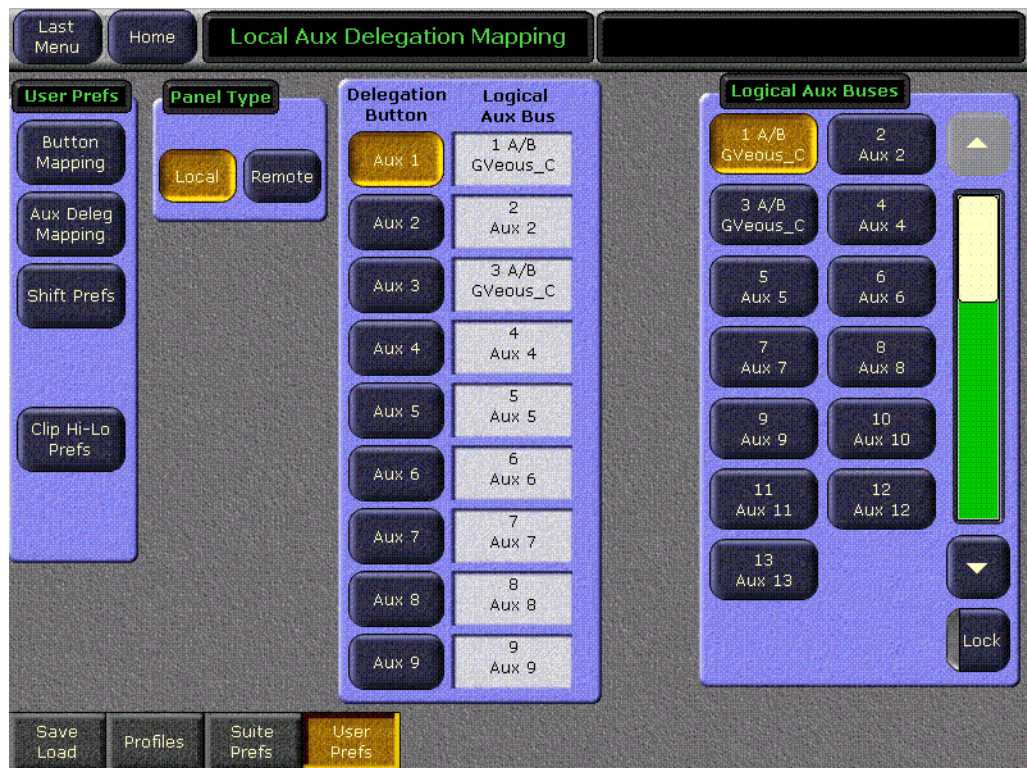 Last
Menu
Home
Local Aux Delegation Mapping
User Prefs
Button
Mapping
Aux Deleg
Mapping
Shift Prefs
Clip Hi-Lo
Prefs
Panel Type
Local
Remote
Delegation
Button
Logical
Aux Bus
Aux 1
1 A/B
GVeous_C
Aux 2
2
Aux 2
Aux 3
3 A/B
GVeous_C
Aux 4
4
Aux 4
Aux 5
5
Aux 5
Aux 6
6
Aux 6
Aux 7
7
Aux 7
Aux 8
8
Aux 8
Aux 9
9
Aux 9
Logical Aux Buses
1 A/B
GVeous_C
2
Aux 2
3 A/B
GVeous_C
4
Aux 4
5
Aux 5
6
Aux 6
7
Aux 7
8
Aux 8
9
Aux 9
10
Aux 10
11
Aux 11
12
Aux 12
13
Aux 13
Lock
Save
Load
Profiles
Suite
Prefs
User
Prefs